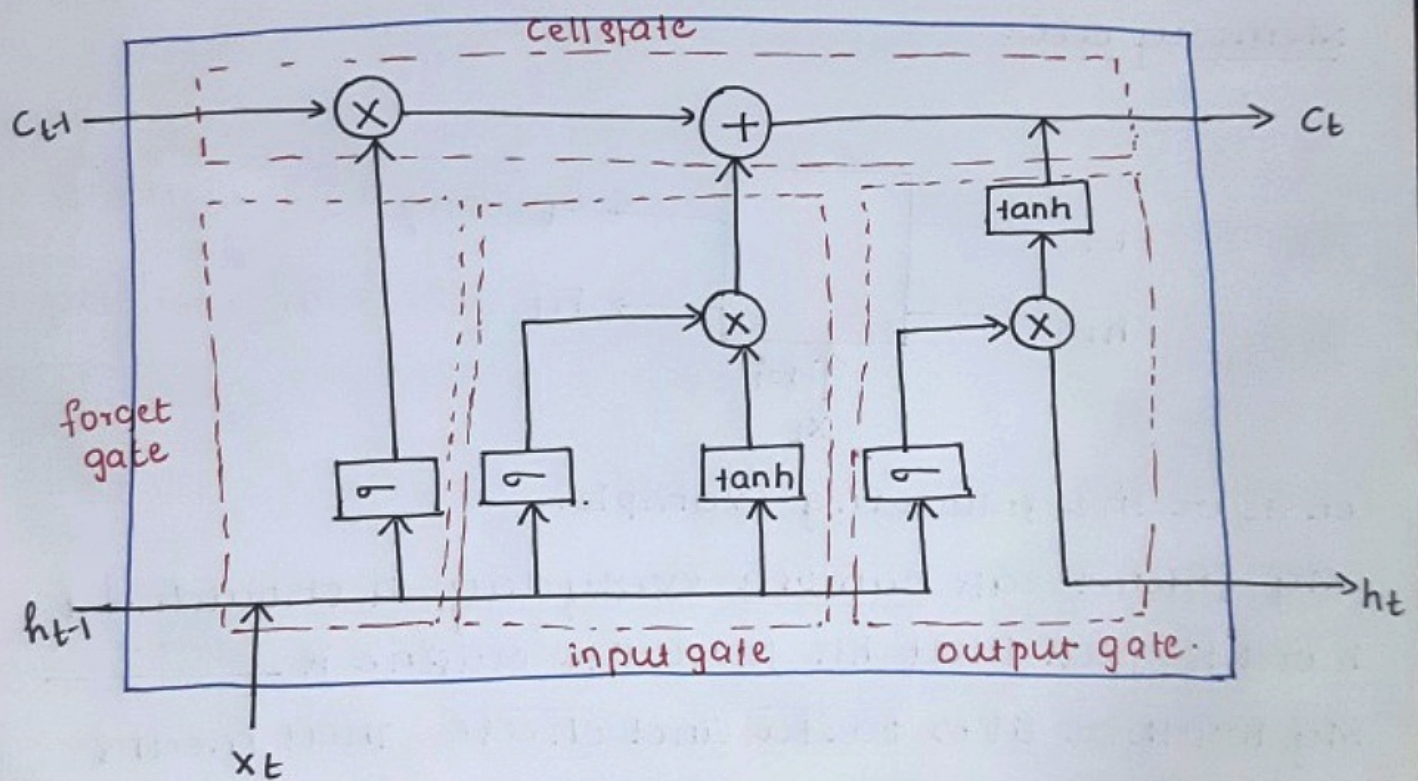 cell state
Ct-1
×
+
Ct
tanh
×
×
forget
gate
σ
σ
tanh
σ
ht-1
ht
input gate
output gate.
xt